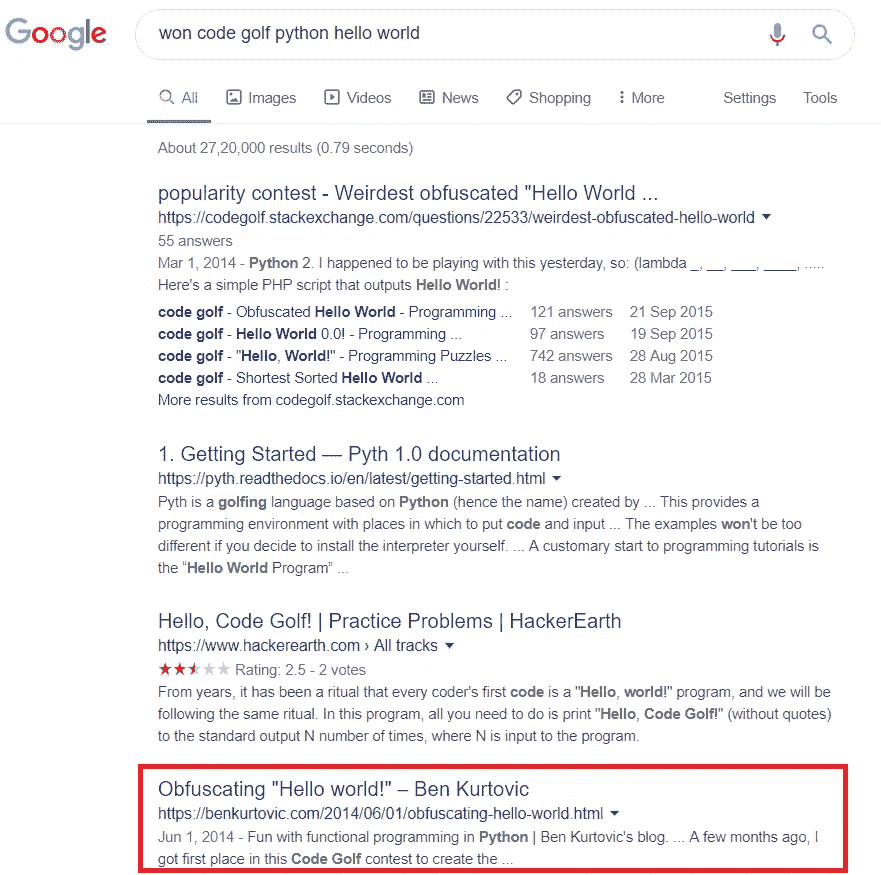 Google
won code golf python hello world
All Images Videos News Shopping More Settings Tools
About 27,20,000 results (0.79 seconds)
popularity contest - Weirdest obfuscated "Hello World ...
https://codegolf.stackexchange.com/questions/22533/weirdest-obfuscated-hello-world
55 answers
Mar 1, 2014 - Python 2. I happened to be playing with this yesterday, so: (lambda _, __, ___, ____, .....
Here's a simple PHP script that outputs Hello World! :
code golf - Obfuscated Hello World - Programming ... 121 answers 21 Sep 2015
code golf - Hello World 0.0! - Programming ... 97 answers 19 Sep 2015
code golf - "Hello, World!" - Programming Puzzles ... 742 answers 28 Aug 2015
code golf - Shortest Sorted Hello World ... 18 answers 28 Mar 2015
More results from codegolf.stackexchange.com
1. Getting Started — Pyth 1.0 documentation
https://pyth.readthedocs.io/en/latest/getting-started.html
Pyth is a golfing language based on Python (hence the name) created by ... This provides a
programming environment with places in which to put code and input ... The examples won't be too
different if you decide to install the interpreter yourself. ... A customary start to programming tutorials is
the “Hello World Program” ...
Hello, Code Golf! | Practice Problems | HackerEarth
https://www.hackerearth.com › All tracks
Rating: 2.5 - 2 votes
From years, it has been a ritual that every coder's first code is a "Hello, world!" program, and we will be
following the same ritual. In this program, all you need to do is print "Hello, Code Golf!" (without quotes)
to the standard output N number of times, where N is input to the program.
Obfuscating "Hello world!" – Ben Kurtovic
https://benkurtovic.com/2014/06/01/obfuscating-hello-world.html
Jun 1, 2014 - Fun with functional programming in Python | Ben Kurtovic's blog. ... A few months ago, I
got first place in this Code Golf contest to create the ...